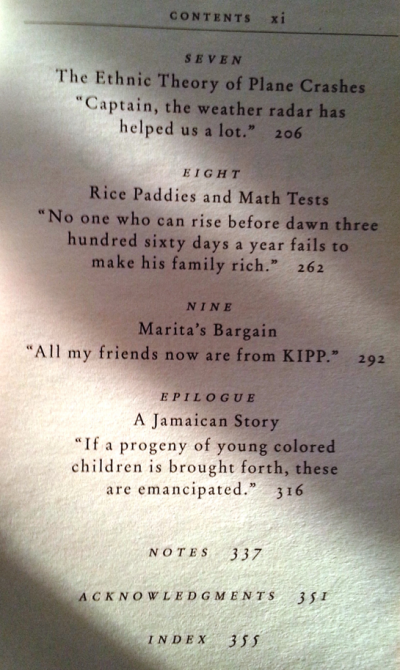 CONTENTS xi
SEVEN
The Ethnic Theory of Plane Crashes
“Captain, the weather radar has
helped us a lot.” 206
EIGHT
Rice Paddies and Math Tests
“No one who can rise before dawn three
hundred sixty days a year fails to
make his family rich.” 262
NINE
Marita’s Bargain
“All my friends now are from KIPP.” 292
EPILOGUE
A Jamaican Story
“If a progeny of young colored
children is brought forth, these
are emancipated.” 316
NOTES 337
ACKNOWLEDGMENTS 351
INDEX 355